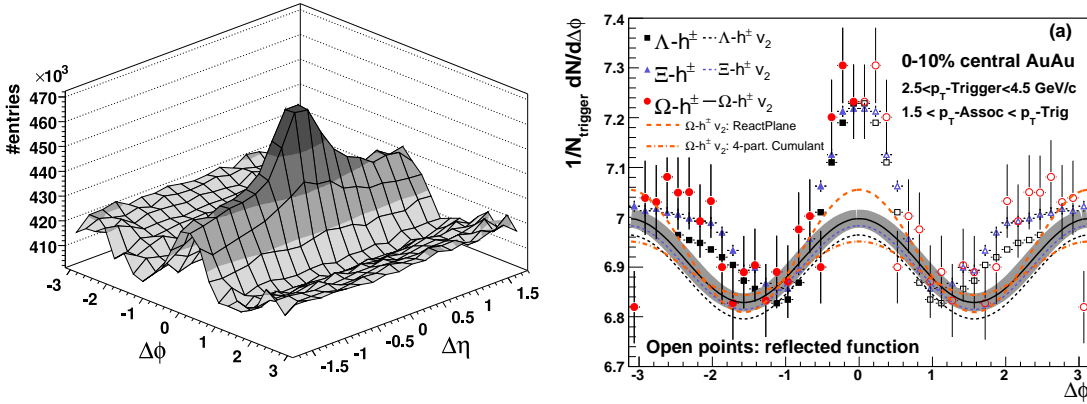 ×10³
470
460
450
440
430
420
410
#entries
-3
-2
-1
0
1
2
3
Δϕ
-1.5
-1
-0.5
0
0.5
1
1.5
Δη
7.4
7.3
7.2
7.1
7
6.9
6.8
6.7
1/N_trigger dN/dΔϕ
(a)
Λ-h± Λ-h± v₂
Ξ-h± Ξ-h± v₂
Ω-h± Ω-h± v₂
Ω-h± v₂: ReactPlane
Ω-h± v₂: 4-part. Cumulant
0-10% central AuAu
2.5<p_T-Trigger<4.5 GeV/c
1.5 < p_T-Assoc < p_T-Trig
Open points: reflected function
-3 -2 -1 0 1 2 3
Δϕ